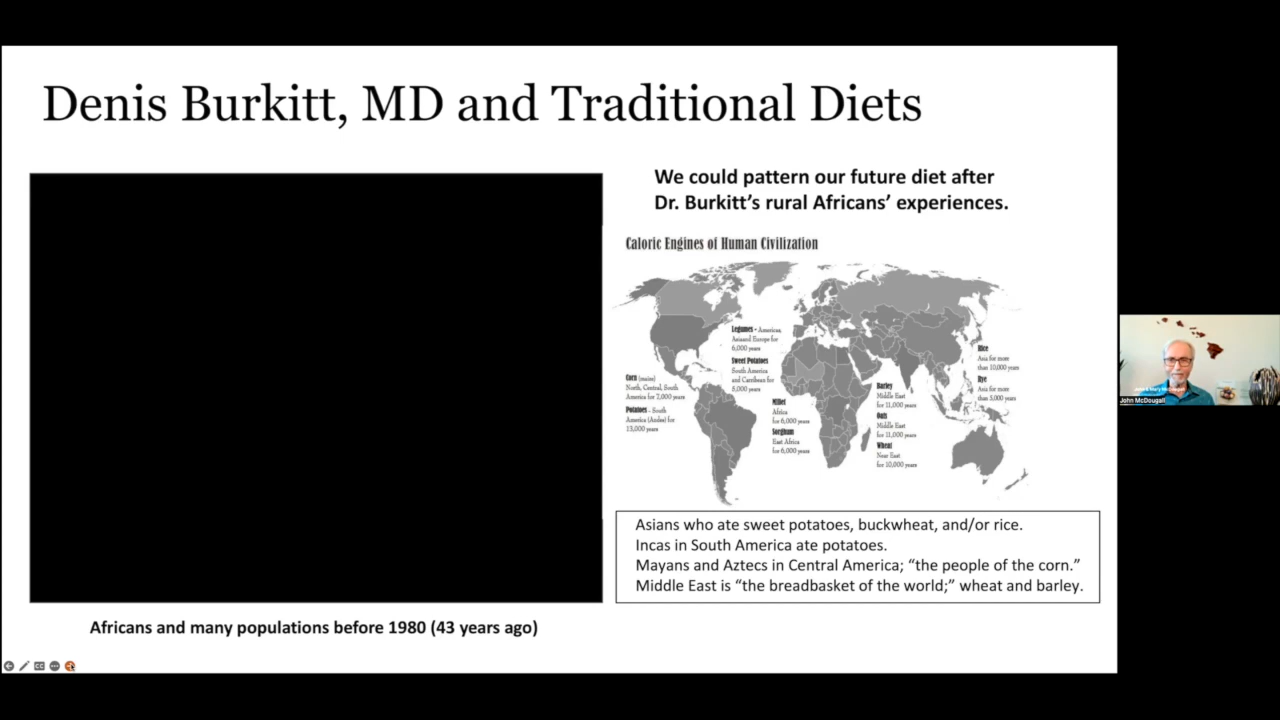 Denis Burkitt, MD and Traditional Diets
We could pattern our future diet after
Dr. Burkitt’s rural Africans’ experiences.
Caloric Engines of Human Civilization
Legumes - Americas,
Asia and Europe for
6,000 years
Sweet Potatoes
South America
and Carribean for
5,000 years
Corn (maize)
North, Central, South
America for 7,000 years
Potatoes - South
America (Andes) for
13,000 years
Millet
Africa
for 6,000 years
Sorghum
East Africa
for 6,000 years
Barley
Middle East
for 11,000 years
Oats
Middle East
for 11,000 years
Wheat
Near East
for 10,000 years
Rice
Asia for more
than 10,000 years
Rye
Asia for more
than 5,000 years
Asians who ate sweet potatoes, buckwheat, and/or rice.
Incas in South America ate potatoes.
Mayans and Aztecs in Central America; “the people of the corn.”
Middle East is “the breadbasket of the world;” wheat and barley.
Africans and many populations before 1980 (43 years ago)
CC
John McDougall